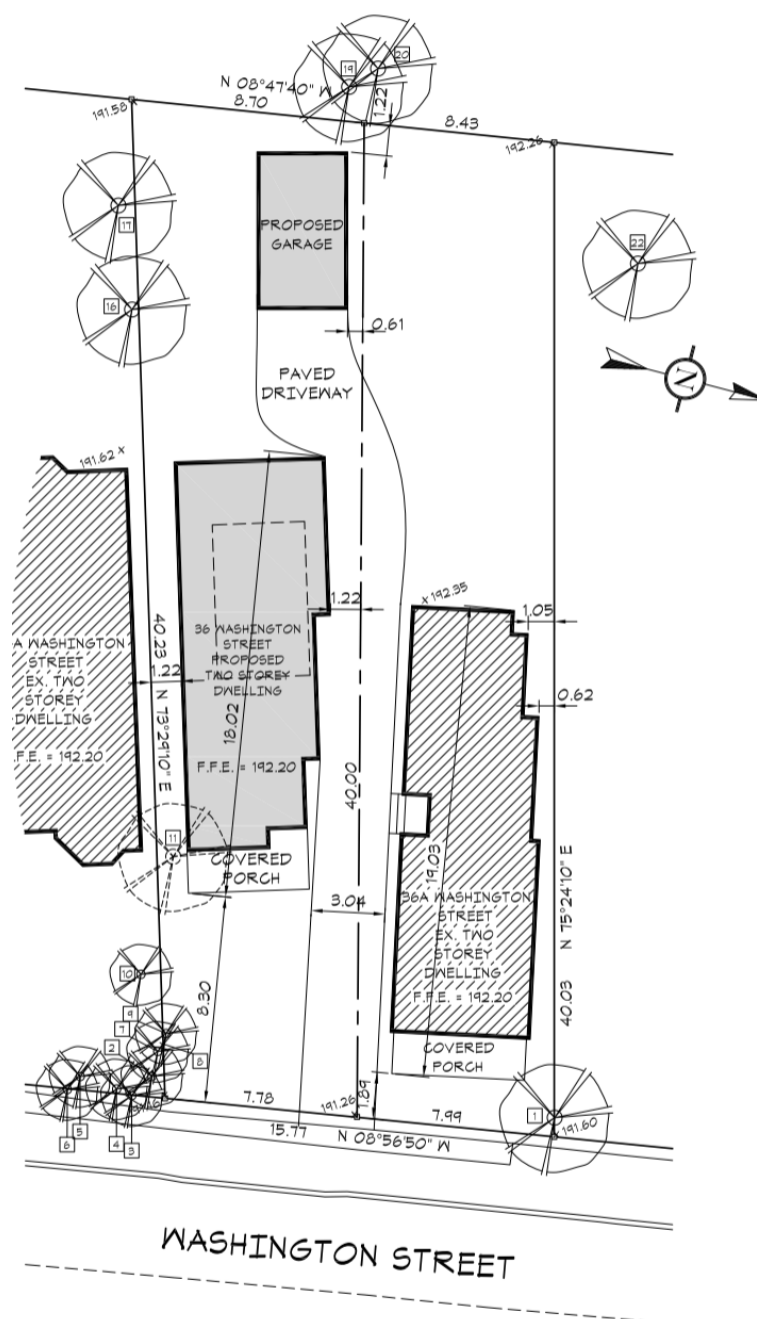 19
20
N 08°47'40" W
8.70
1.22
191.58
8.43
192.26
17
PROPOSED
GARAGE
22
16
0.61
PAVED
DRIVEWAY
N
191.62 x
x 192.35
1.22
1.05
40.23 N 73°29'10" E
1.22
36 WASHINGTON
STREET
PROPOSED
TWO STOREY
DWELLING
F.F.E. = 192.20
18.02
A WASHINGTON
STREET
EX. TWO
STOREY
DWELLING
F.F.E. = 192.20
0.62
40.00
11
COVERED
PORCH
3.04
19.03
36A WASHINGTON
STREET
EX. TWO
STOREY
DWELLING
F.F.E. = 192.20
40.03 N 75°24'10" E
10
9
7
2
8
8.30
COVERED
PORCH
1.89
7.78
191.26
7.99
1
x 191.60
15.77 N 08°56'50" W
6
5
4
3
WASHINGTON STREET